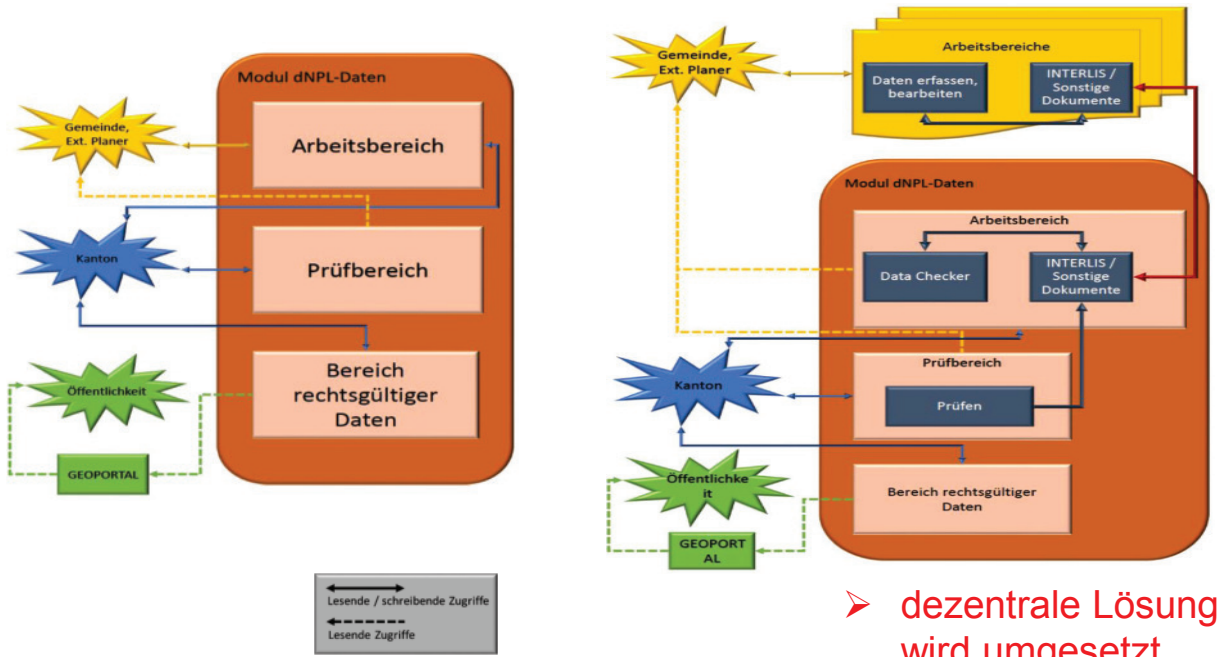 Modul dNPL-Daten
Gemeinde,
Ext. Planer
Arbeitsbereich
Kanton
Prüfbereich
Öffentlichkeit
Bereich
rechtsgültiger
Daten
GEOPORTAL
Lesende / schreibende Zugriffe
Lesende Zugriffe
Gemeinde,
Ext. Planer
Arbeitsbereiche
Daten erfassen,
bearbeiten
INTERLIS /
Sonstige
Dokumente
Modul dNPL-Daten
Arbeitsbereich
Data Checker
INTERLIS /
Sonstige
Dokumente
Kanton
Prüfbereich
Prüfen
Öffentlichke
it
Bereich rechtsgültiger
Daten
GEOPORT
AL
➢ dezentrale Lösung
wird umgesetzt